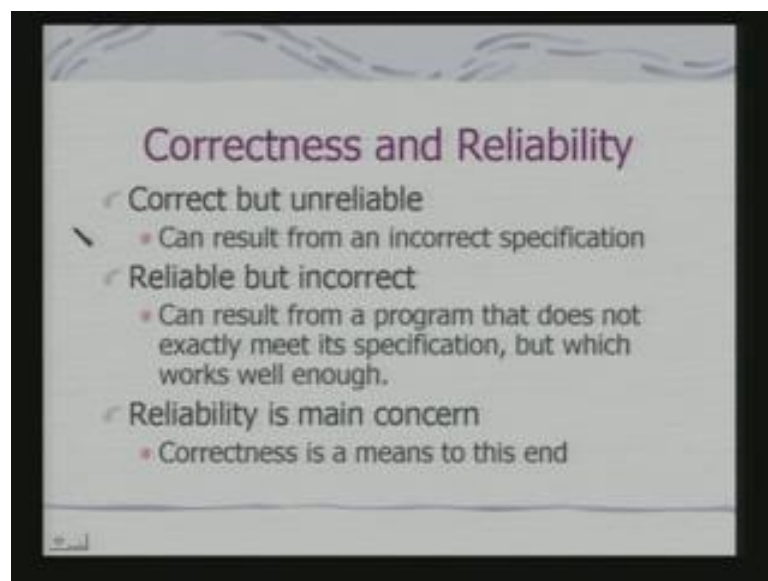 Correctness and Reliability
Correct but unreliable
Can result from an incorrect specification
Reliable but incorrect
Can result from a program that does not
exactly meet its specification, but which
works well enough.
Reliability is main concern
Correctness is a means to this end